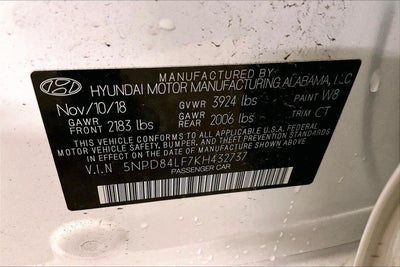 MANUFACTURED BY
HYUNDAI MOTOR MANUFACTURING ALABAMA, LLC
Nov/10/18 GVWR 3924 lbs PAINT W8
GAWR FRONT 2183 lbs GAWR REAR 2006 lbs TRIM CT
THIS VEHICLE CONFORMS TO ALL APPLICABLE U.S. FEDERAL
MOTOR VEHICLE SAFETY, BUMPER, AND THEFT PREVENTION STANDARDS
IN EFFECT ON THE DATE OF MANUFACTURE SHOWN ABOVE.
V.I.N 5NPD84LF7KH432737
PASSENGER CAR